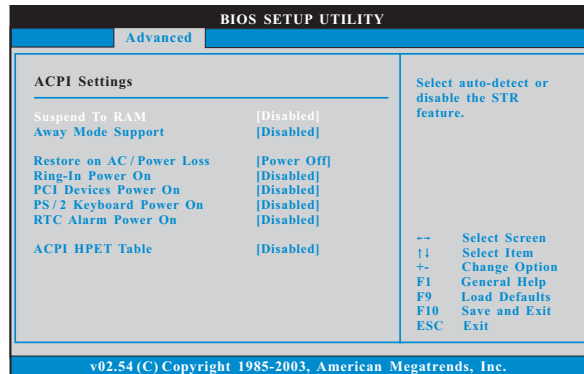 BIOS SETUP UTILITY
Advanced
ACPI Settings
Suspend To RAM [Disabled]
Away Mode Support [Disabled]
Restore on AC / Power Loss [Power Off]
Ring-In Power On [Disabled]
PCI Devices Power On [Disabled]
PS / 2 Keyboard Power On [Disabled]
RTC Alarm Power On [Disabled]
ACPI HPET Table [Disabled]
Select auto-detect or
disable the STR
feature.
←→ Select Screen
↑↓ Select Item
+- Change Option
F1 General Help
F9 Load Defaults
F10 Save and Exit
ESC Exit
v02.54 (C) Copyright 1985-2003, American Megatrends, Inc.